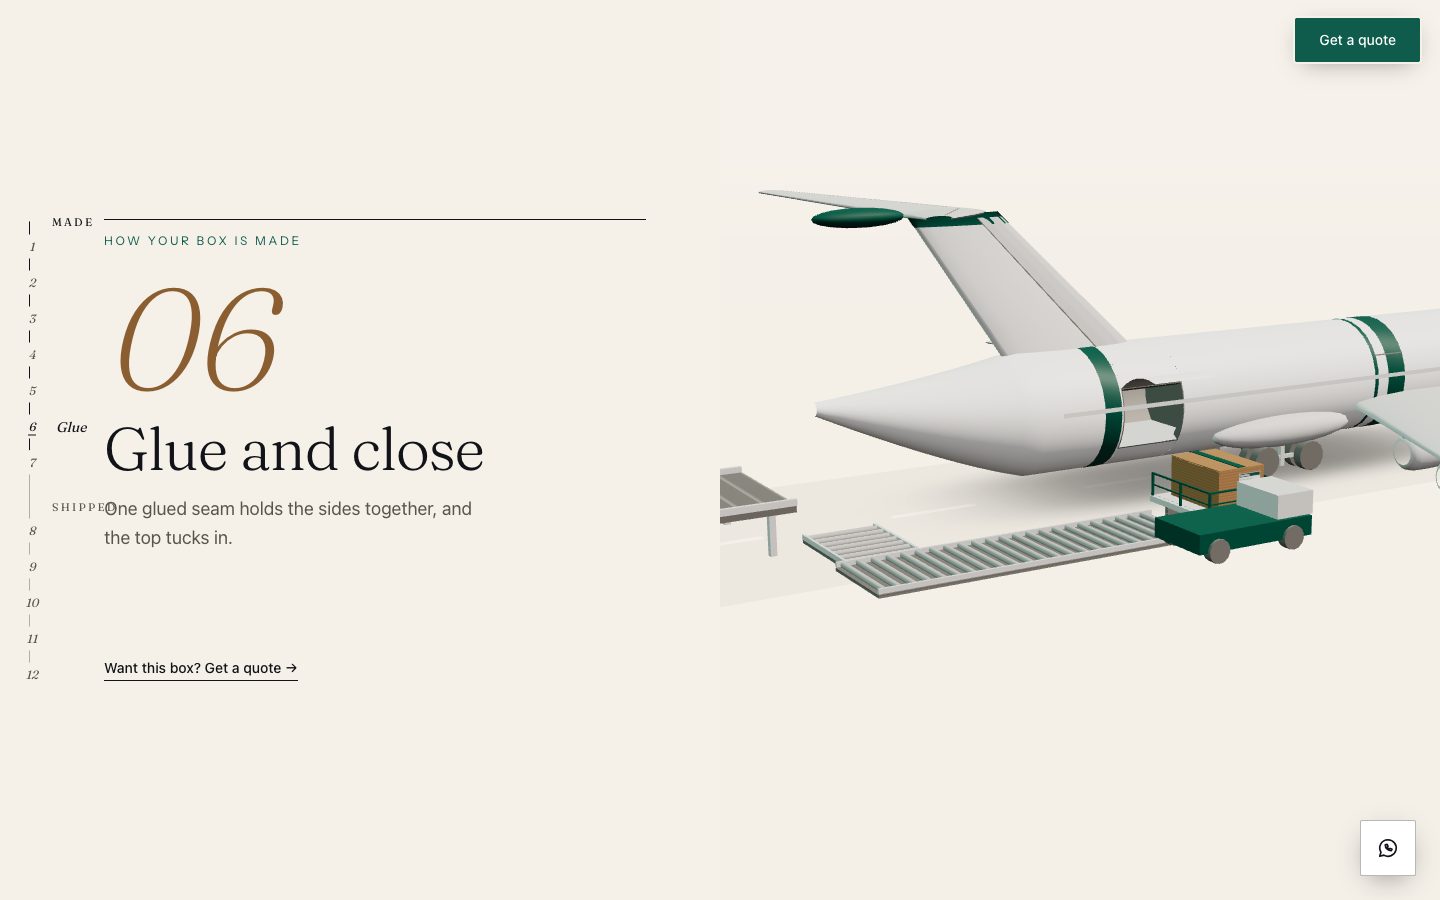 Get a quote
MADE
HOW YOUR BOX IS MADE
1
2
3
4
5
6 Glue
7
8
9
10
11
12
06
Glue and close
SHIPPED
One glued seam holds the sides together, and
the top tucks in.
Want this box? Get a quote →